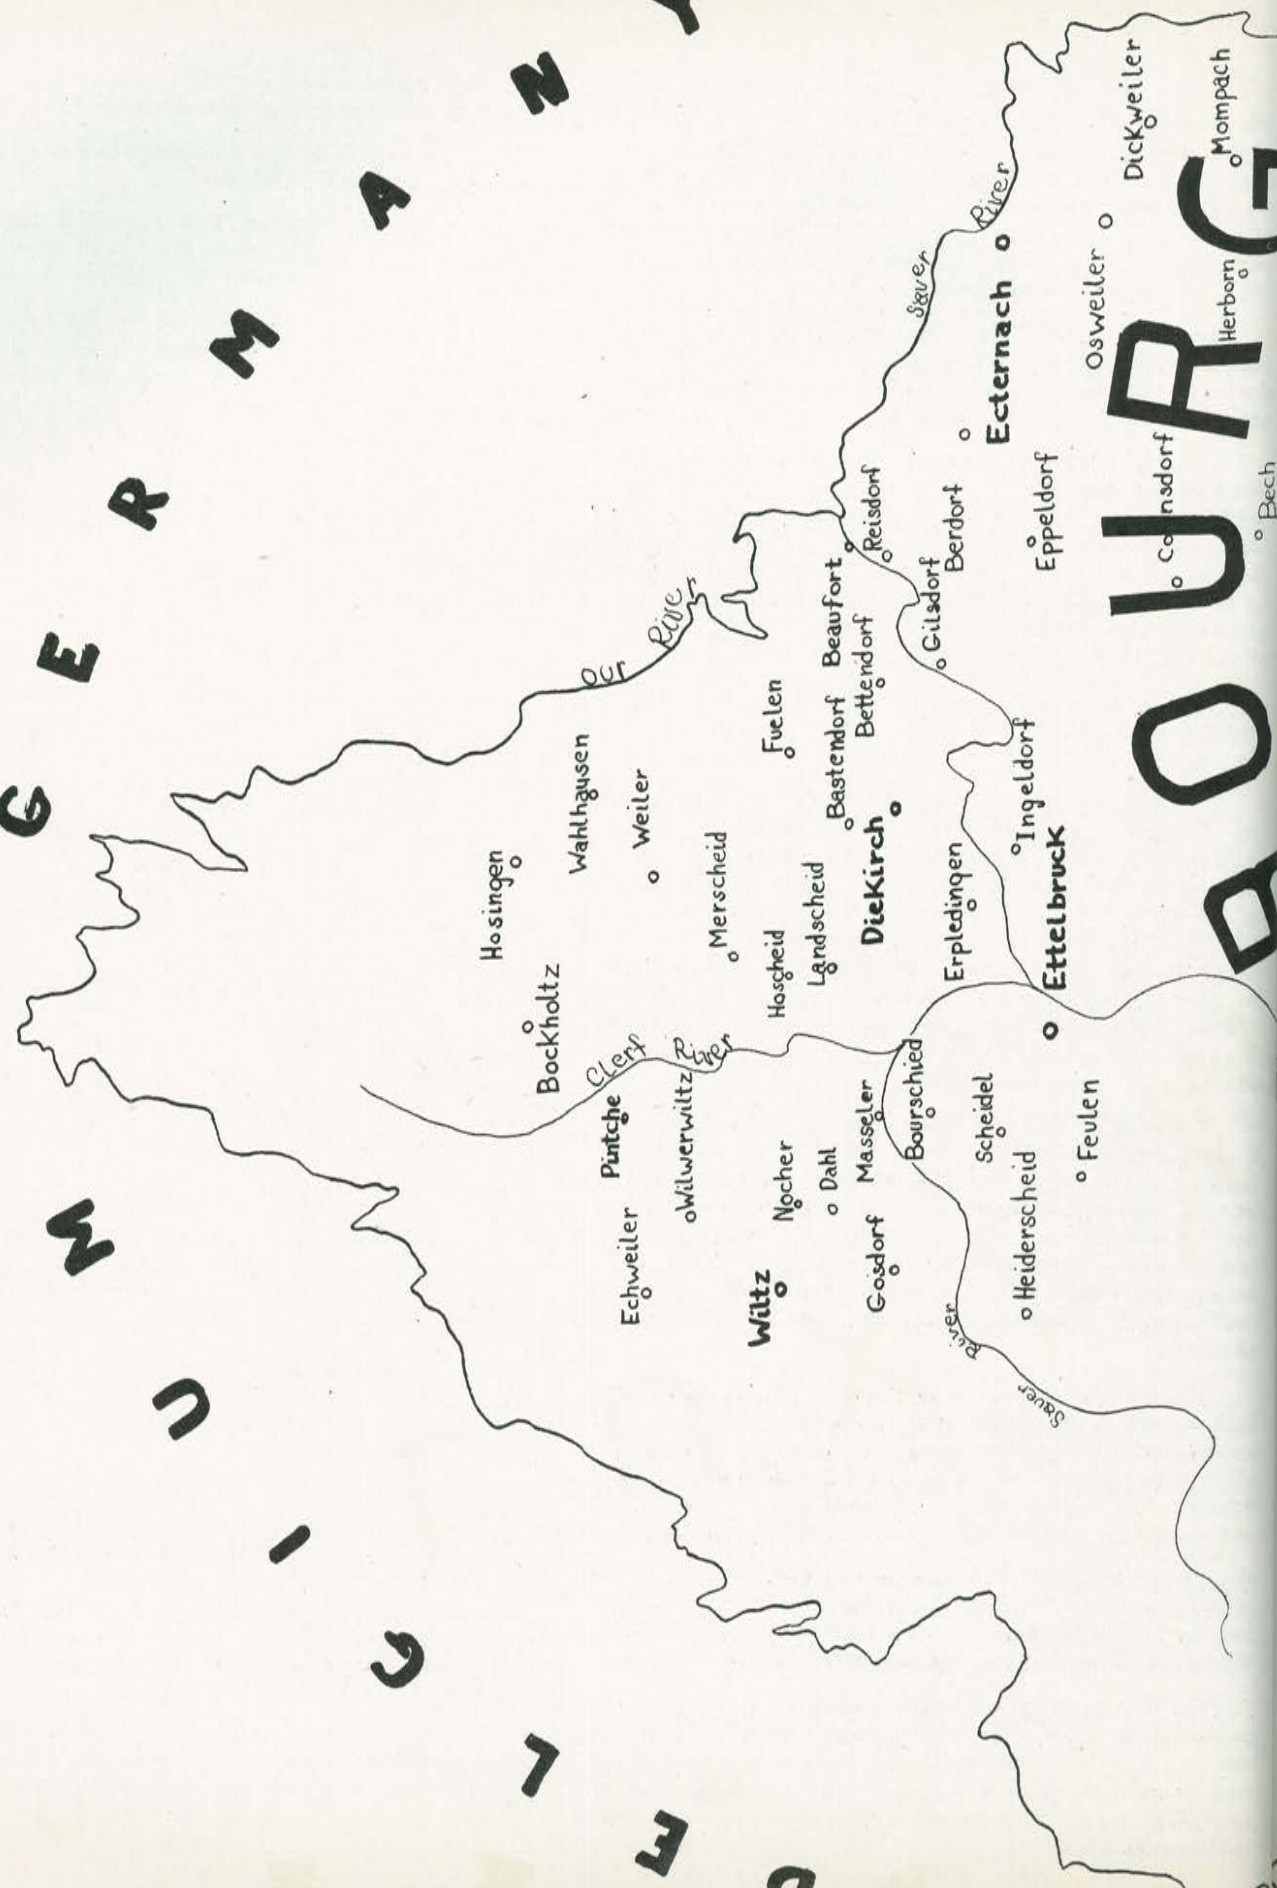 GERMANY
BELGIUM
BOURG
Hosingen
Bockholtz
Wahlhausen
Weiler
Our
River
Clerf
River
Pintche
Echweiler
Wilwerwiltz
Merscheid
Fuelen
Hoscheid
Landscheid
Bastendorf
Beaufort
Bettendorf
Reisdorf
Diekirch
Nocher
Dahl
Wiltz
Masseler
Gosdorf
Bourschied
Erpledingen
Gilsdorf
Berdorf
Sauer
River
Ecternach
Scheidel
Heiderscheid
Ingeldorf
Ettelbruck
Eppeldorf
Feulen
Sauer
River
Osweiler
Dickweiler
Mompach
Herborn
Bech